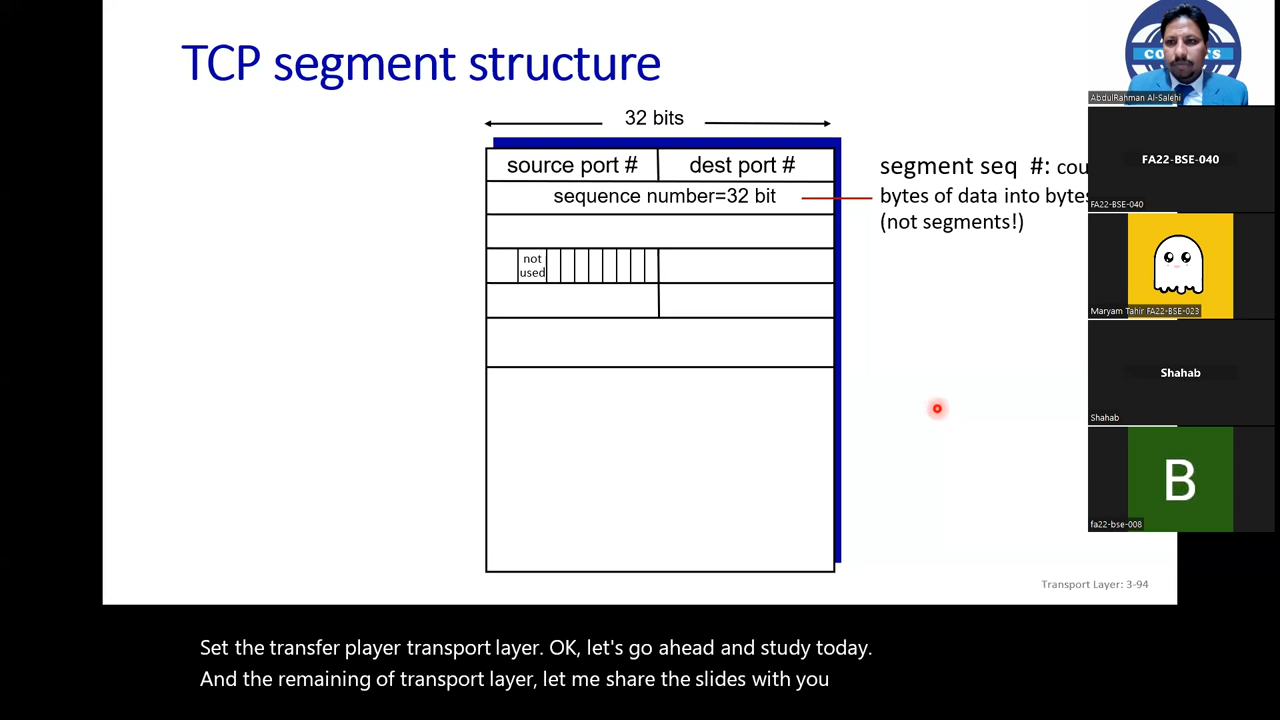 TCP segment structure
32 bits
source port # dest port #
sequence number=32 bit
not
used
segment seq #: cou
bytes of data into bytes
(not segments!)
Transport Layer: 3-94
AbdulRahman Al-Salehi
FA22-BSE-040
FA22-BSE-040
Maryam Tahir FA22-BSE-023
Shahab
Shahab
B
fa22-bse-008
Set the transfer player transport layer. OK, let's go ahead and study today.
And the remaining of transport layer, let me share the slides with you